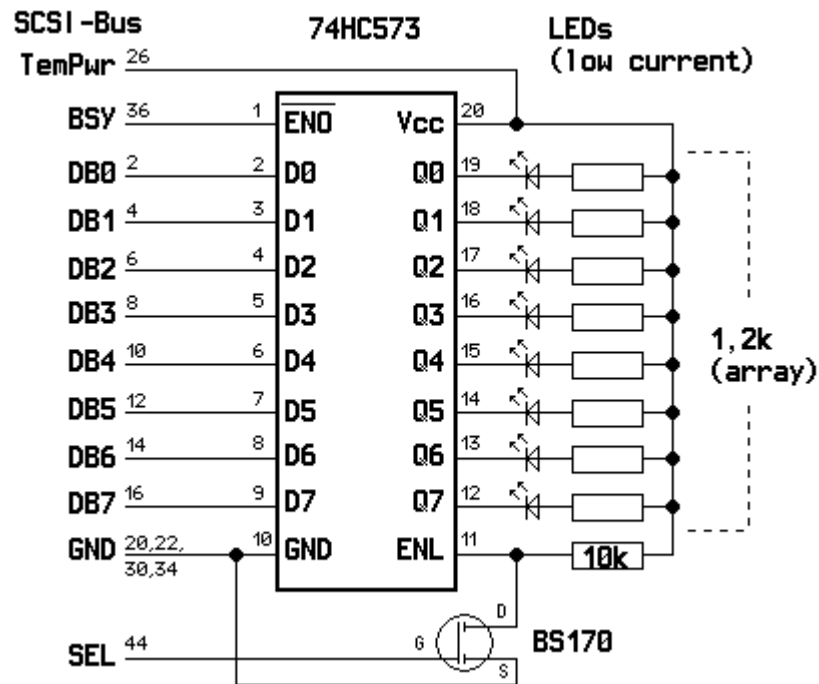 SCSI-Bus 74HC573 LEDs
(low current)
TemPwr 26
BSY 36 1 ENO Vcc 20
DB0 2 2 D0 Q0 19
DB1 4 3 D1 Q1 18
DB2 6 4 D2 Q2 17
DB3 8 5 D3 Q3 16
1,2k
(array)
DB4 10 6 D4 Q4 15
DB5 12 7 D5 Q5 14
DB6 14 8 D6 Q6 13
DB7 16 9 D7 Q7 12
GND 20,22, 10 GND ENL 11 10k
30,34
D
G BS170
SEL 44
S